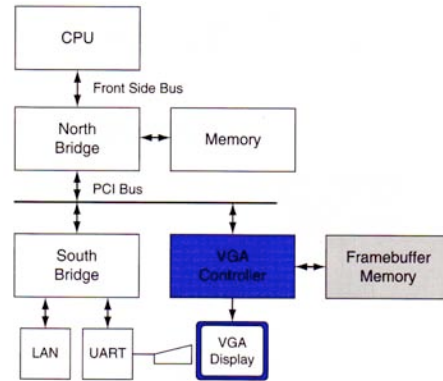 CPU
Front Side Bus
North
Bridge
Memory
PCI Bus
South
Bridge
VGA
Controller
Framebuffer
Memory
LAN
UART
VGA
Display